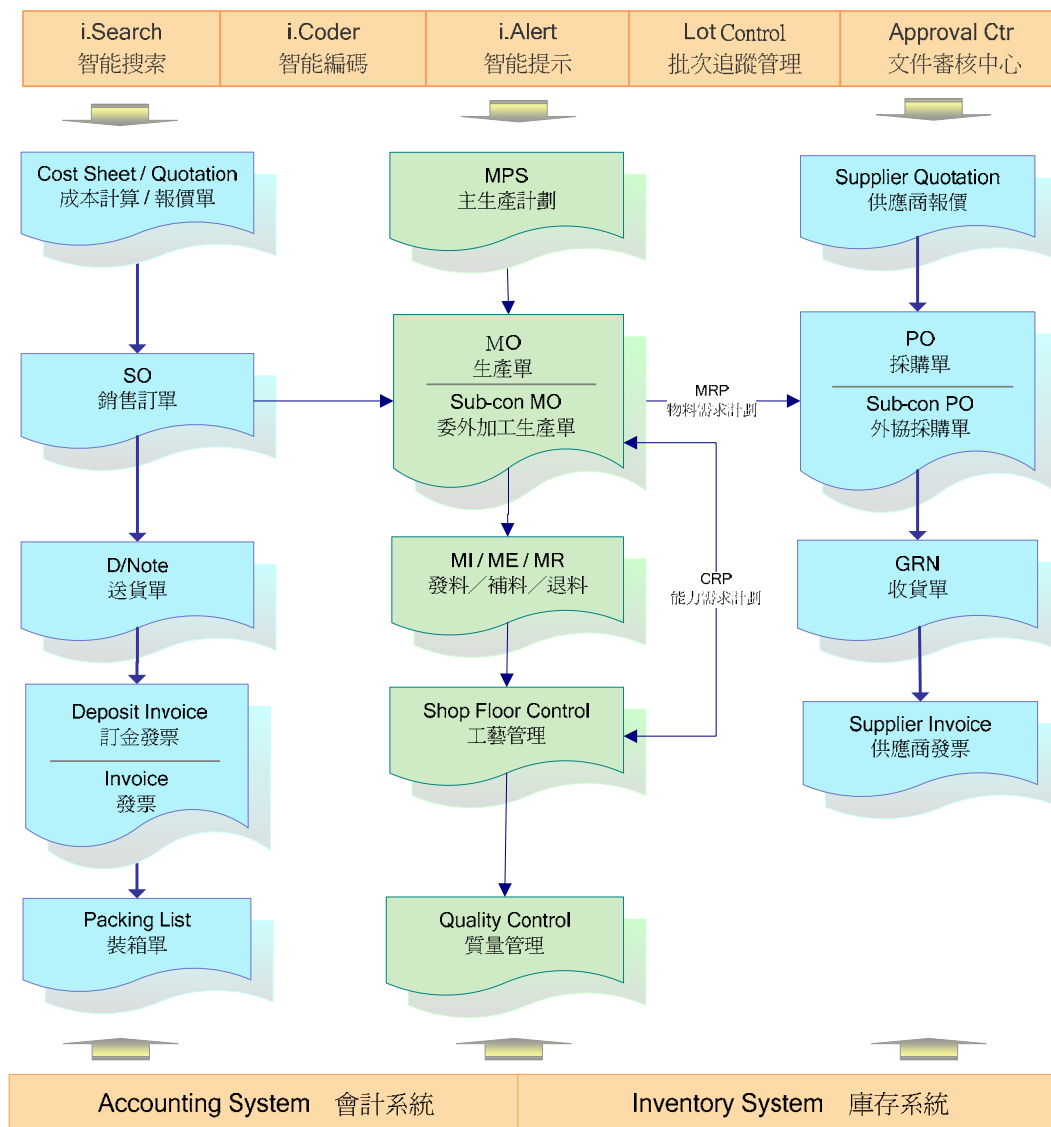 i.Search
智能搜索
i.Coder
智能編碼
i.Alert
智能提示
Lot Control
批次追蹤管理
Approval Ctr
文件審核中心
Cost Sheet / Quotation
成本計算 / 報價單
MPS
主生產計劃
Supplier Quotation
供應商報價
SO
銷售訂單
MO
生產單
Sub-con MO
委外加工生產單
MRP
物料需求計劃
PO
採購單
Sub-con PO
外協採購單
D/Note
送貨單
MI / ME / MR
發料／補料／退料
CRP
能力需求計劃
GRN
收貨單
Deposit Invoice
訂金發票
Invoice
發票
Shop Floor Control
工藝管理
Supplier Invoice
供應商發票
Packing List
裝箱單
Quality Control
質量管理
Accounting System 會計系統
Inventory System 庫存系統